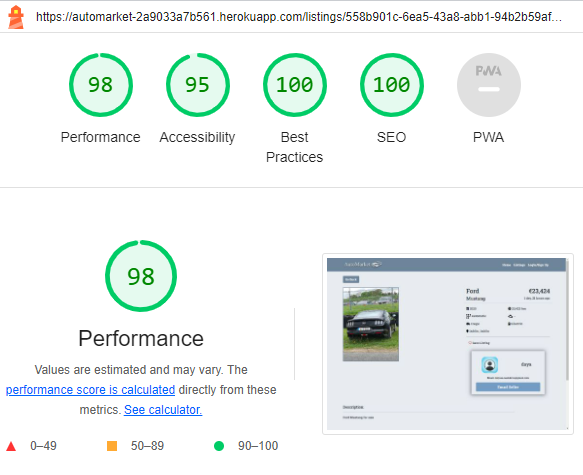 https://automarket-2a9033a7b561.herokuapp.com/listings/558b901c-6ea5-43a8-abb1-94b2b59af…
98 95 100 100 PWA
Performance Accessibility Best Practices SEO PWA
98
Performance
Values are estimated and may vary. The
performance score is calculated directly from these
metrics. See calculator.
0–49 50–89 90–100
Ford
€23,424
Mustang
days
Description